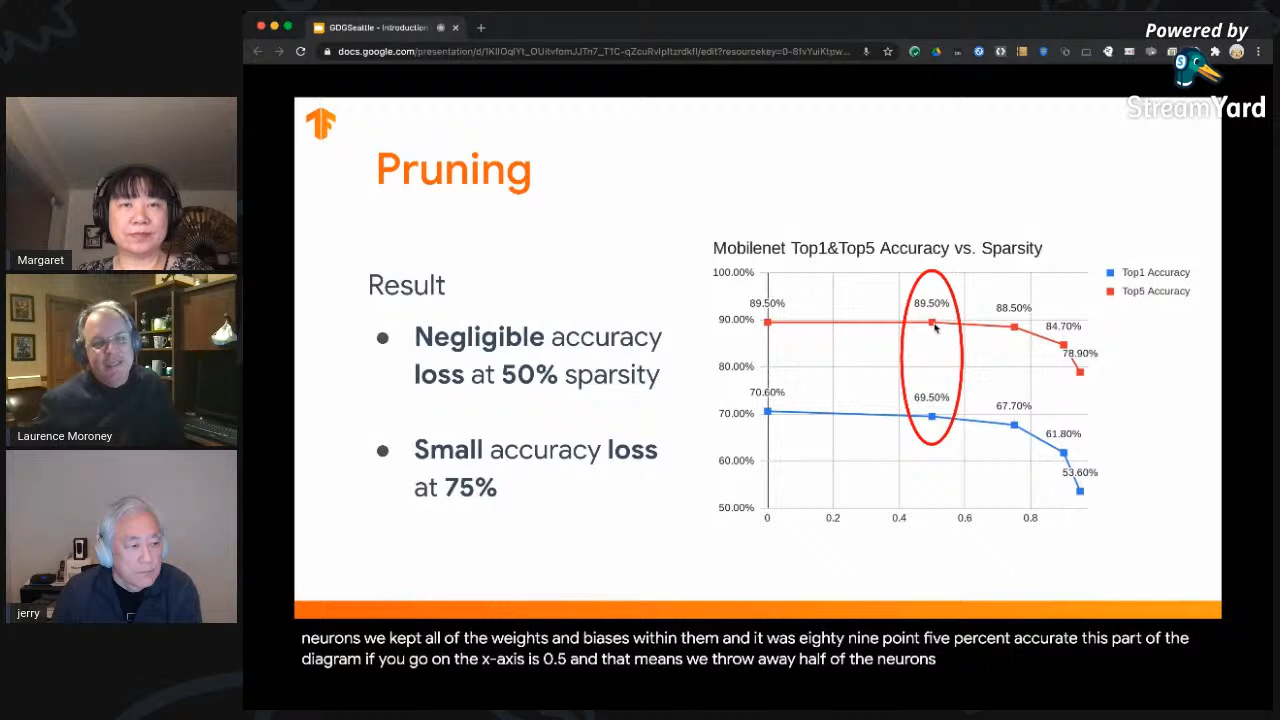 GDGSeattle - Introduction
Powered by
StreamYard
Pruning
Margaret
Result
Negligible accuracy
loss at 50% sparsity
Small accuracy loss
at 75%
Laurence Moroney
jerry
Mobilenet Top1&Top5 Accuracy vs. Sparsity
Top1 Accuracy
Top5 Accuracy
100.00%
90.00%
80.00%
70.00%
60.00%
50.00%
89.50%
89.50%
88.50%
84.70%
78.90%
70.60%
69.50%
67.70%
61.80%
53.60%
0
0.2
0.4
0.6
0.8
neurons we kept all of the weights and biases within them and it was eighty nine point five percent accurate this part of the
diagram if you go on the x-axis is 0.5 and that means we throw away half of the neurons